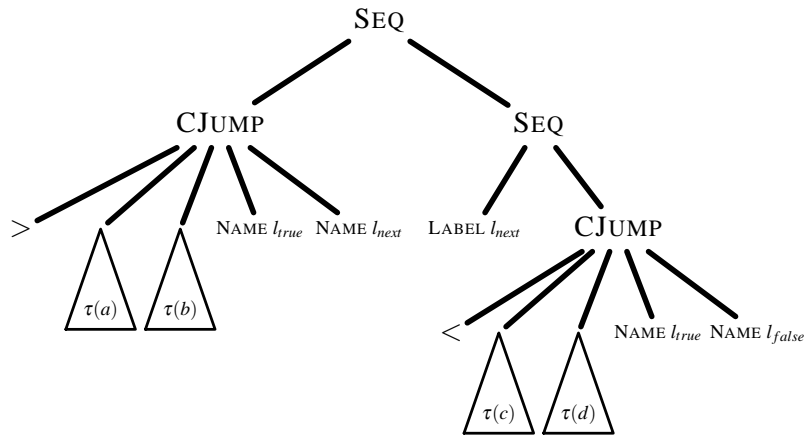 SEQ
CJUMP SEQ
> NAME l_true NAME l_next LABEL l_next CJUMP
τ(a) τ(b)
< NAME l_true NAME l_false
τ(c) τ(d)